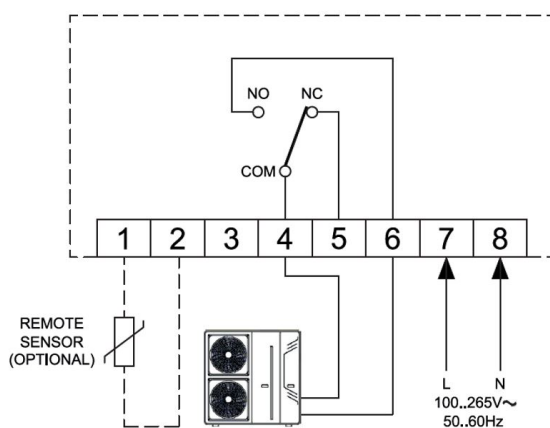 NO NC
COM
1 2 3 4 5 6 7 8
REMOTE
SENSOR
(OPTIONAL)
L N
100..265V~
50..60Hz